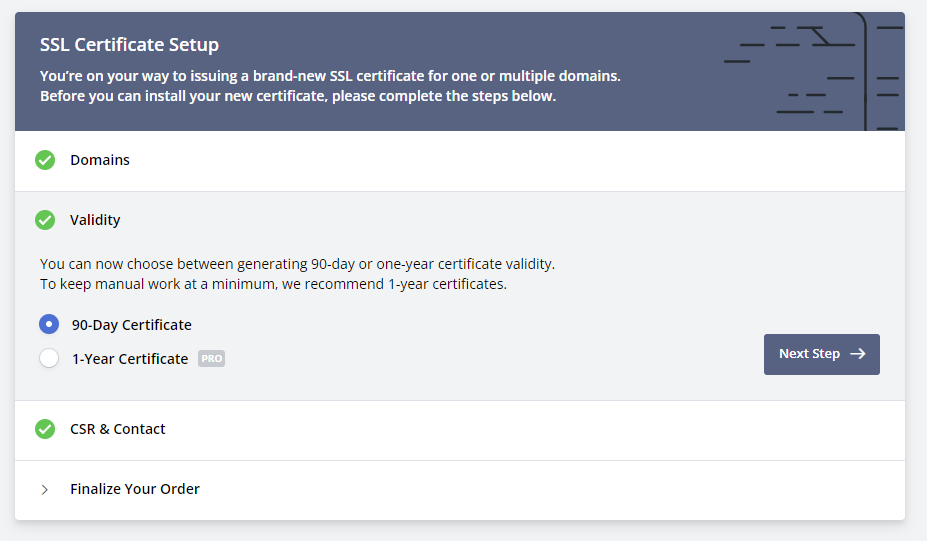 SSL Certificate Setup
You’re on your way to issuing a brand-new SSL certificate for one or multiple domains.
Before you can install your new certificate, please complete the steps below.
Domains
Validity
You can now choose between generating 90-day or one-year certificate validity.
To keep manual work at a minimum, we recommend 1-year certificates.
90-Day Certificate
1-Year Certificate PRO
Next Step
CSR & Contact
Finalize Your Order